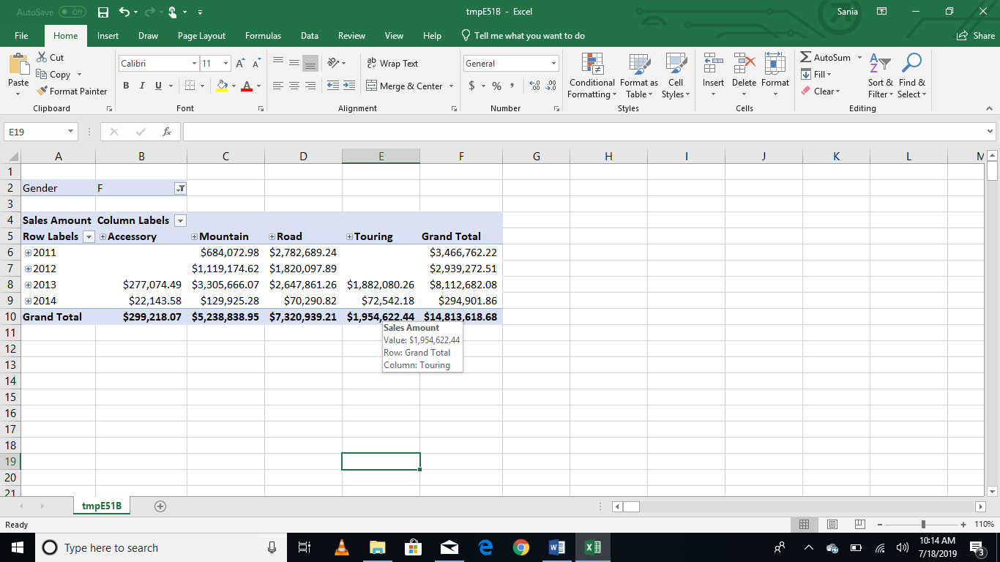 AutoSave Off tmpE51B - Excel Sania
File Home Insert Draw Page Layout Formulas Data Review View Help Tell me what you want to do Share
Paste Cut Copy Format Painter
Calibri 11 A A B I U A
ab Wrap Text
Merge & Center
General
$ % , .00 .00
Conditional Formatting Format as Table Cell Styles
Insert Delete Format
AutoSum Fill Clear
Sort & Filter Find & Select
Clipboard Font Alignment Number Styles Cells Editing
E19 fx
A B C D E F G H I J K L M
1
2 Gender F
3
4 Sales Amount Column Labels
5 Row Labels Accessory Mountain Road Touring Grand Total
6 2011 $684,072.98 $2,782,689.24 $3,466,762.22
7 2012 $1,119,174.62 $1,820,097.89 $2,939,272.51
8 2013 $277,074.49 $3,305,666.07 $2,647,861.26 $1,882,080.26 $8,112,682.08
9 2014 $22,143.58 $129,925.28 $70,290.82 $72,542.18 $294,901.86
10 Grand Total $299,218.07 $5,238,838.95 $7,320,939.21 $1,954,622.44 $14,813,618.68
Sales Amount
Value: $1,954,622.44
Row: Grand Total
Column: Touring
11
12
13
14
15
16
17
18
19
20
21
tmpE51B
Ready 110%
Type here to search
10:14 AM
7/18/2019
3